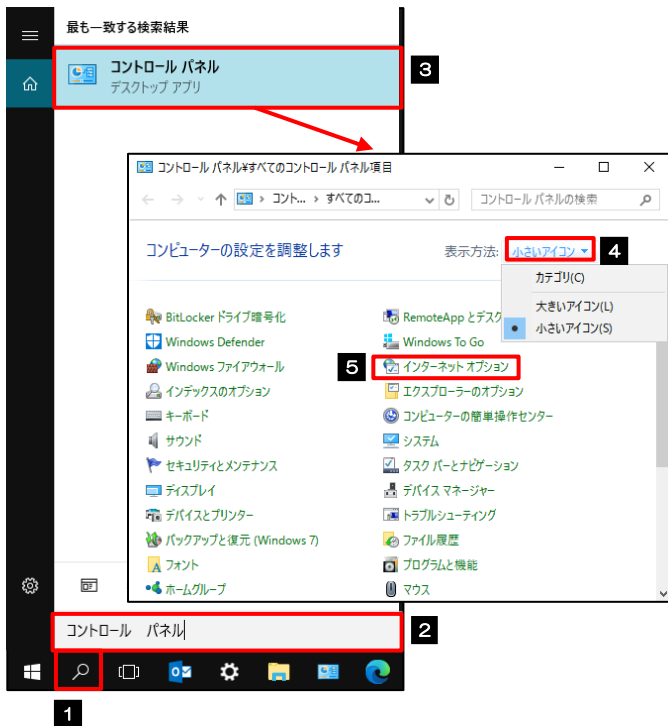 最も一致する検索結果
コントロール パネル
デスクトップ アプリ
3
コントロール パネル¥すべてのコントロール パネル項目
コント... › すべてのコ...
コントロール パネルの検索
コンピューターの設定を調整します
表示方法: 小さいアイコン
4
カテゴリ(C)
大きいアイコン(L)
小さいアイコン(S)
BitLocker ドライブ暗号化
RemoteApp とデスク
Windows Defender
Windows To Go
Windows ファイアウォール
5
インターネット オプション
インデックスのオプション
エクスプローラーのオプション
キーボード
コンピューターの簡単操作センター
サウンド
システム
セキュリティとメンテナンス
タスク バーとナビゲーション
ディスプレイ
デバイス マネージャー
デバイスとプリンター
トラブルシューティング
バックアップと復元 (Windows 7)
ファイル履歴
フォント
プログラムと機能
ホームグループ
マウス
コントロール　パネル
2
1